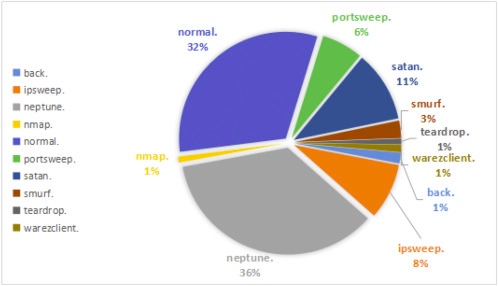 back.
ipsweep.
neptune.
nmap.
normal.
portsweep.
satan.
smurf.
teardrop.
warezclient.
normal.
32%
portsweep.
6%
satan.
11%
smurf.
3%
teardrop.
1%
warezclient.
1%
back.
1%
ipsweep.
8%
neptune.
36%
nmap.
1%